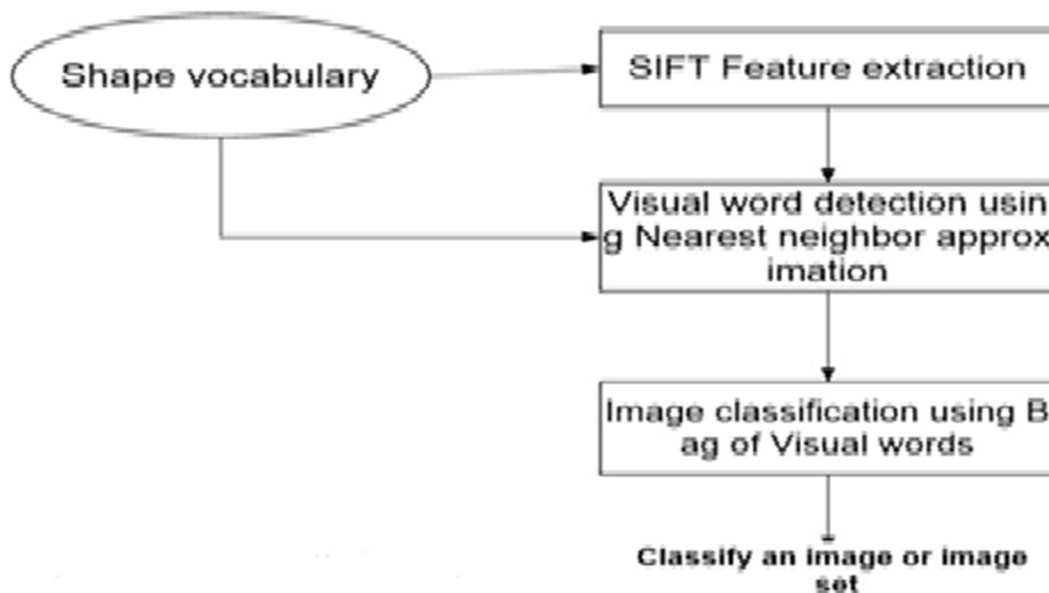 Shape vocabulary
SIFT Feature extraction
Visual word detection usin
g Nearest neighbor approx
imation
Image classification using B
ag of Visual words
Classify an image or image
set